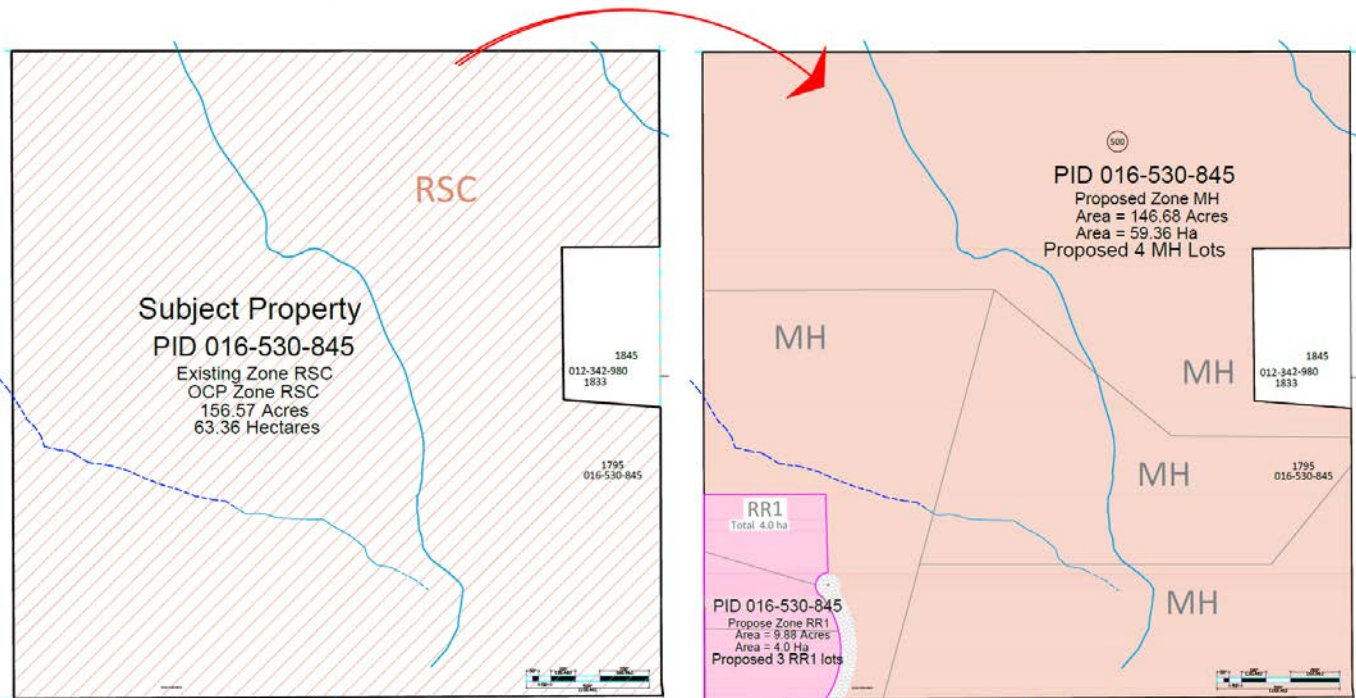 RSC
Subject Property
PID 016-530-845
Existing Zone RSC
OCP Zone RSC
156.57 Acres
63.36 Hectares
1845
012-342-980
1833
1795
016-530-845
500
PID 016-530-845
Proposed Zone MH
Area = 146.68 Acres
Area = 59.36 Ha
Proposed 4 MH Lots
MH
MH
1845
012-342-980
1833
MH
1795
016-530-845
RR1
Total 4.0 ha
MH
PID 016-530-845
Propose Zone RR1
Area = 9.88 Acres
Area = 4.0 Ha
Proposed 3 RR1 lots